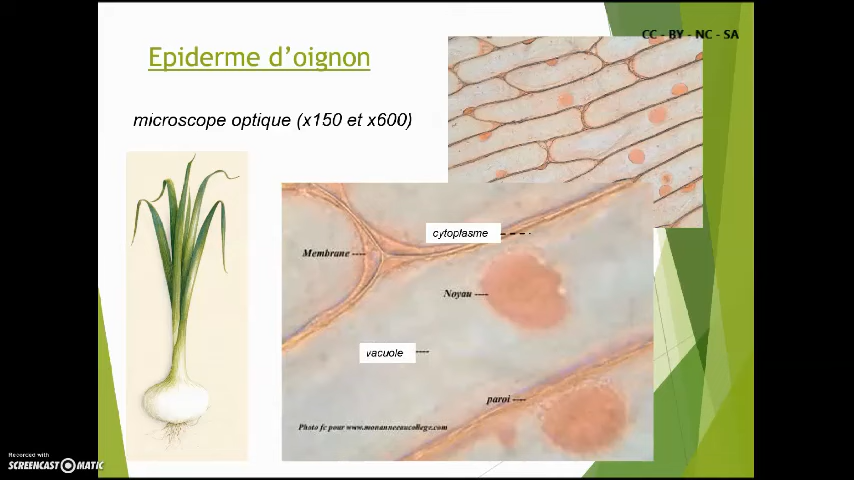 CC - BY - NC - SA
Epiderme d’oignon
microscope optique (x150 et x600)
cytoplasme
Membrane
Noyau
vacuole
paroi
Photo fc pour www.monanneeaucollege.com
Recorded with
SCREENCAST MATIC